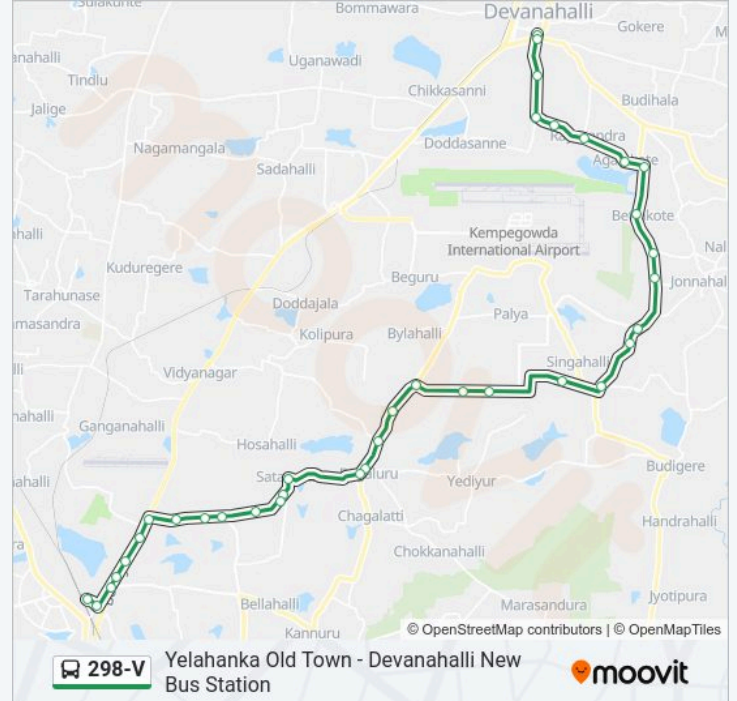 Sulakunte
Bommawara
Devanahalli
Gokere
Uganawadi
Tindlu
Chikkasanni
Budihala
Jalige
Nagamangala
Doddasanne
Sadahalli
Kempegowda
International Airport
Kuduregere
Beguru
Jonnahal
Tarahunase
Doddajala
Palya
Kolipura
Bylahalli
Singahalli
Vidyanagar
Ganganahalli
Hosahalli
Budigere
Yediyur
Chagalatti
Handrahalli
Chokkanahalli
Bellahalli
Marasandura
Jyotipura
Kannuru
© OpenStreetMap contributors | © OpenMapTiles
298-V
Yelahanka Old Town - Devanahalli New
Bus Station
moovit